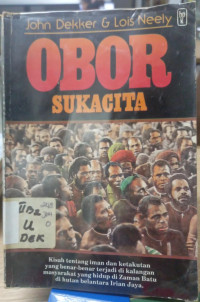 John Dekker & Lois Neely
OBOR
SUKACITA
U
DEK
Kisah tentang iman dan ketakutan
yang benar-benar terjadi di kalangan
masyarakat yang hidup di Zaman Batu
di hutan belantara Irian Jaya.